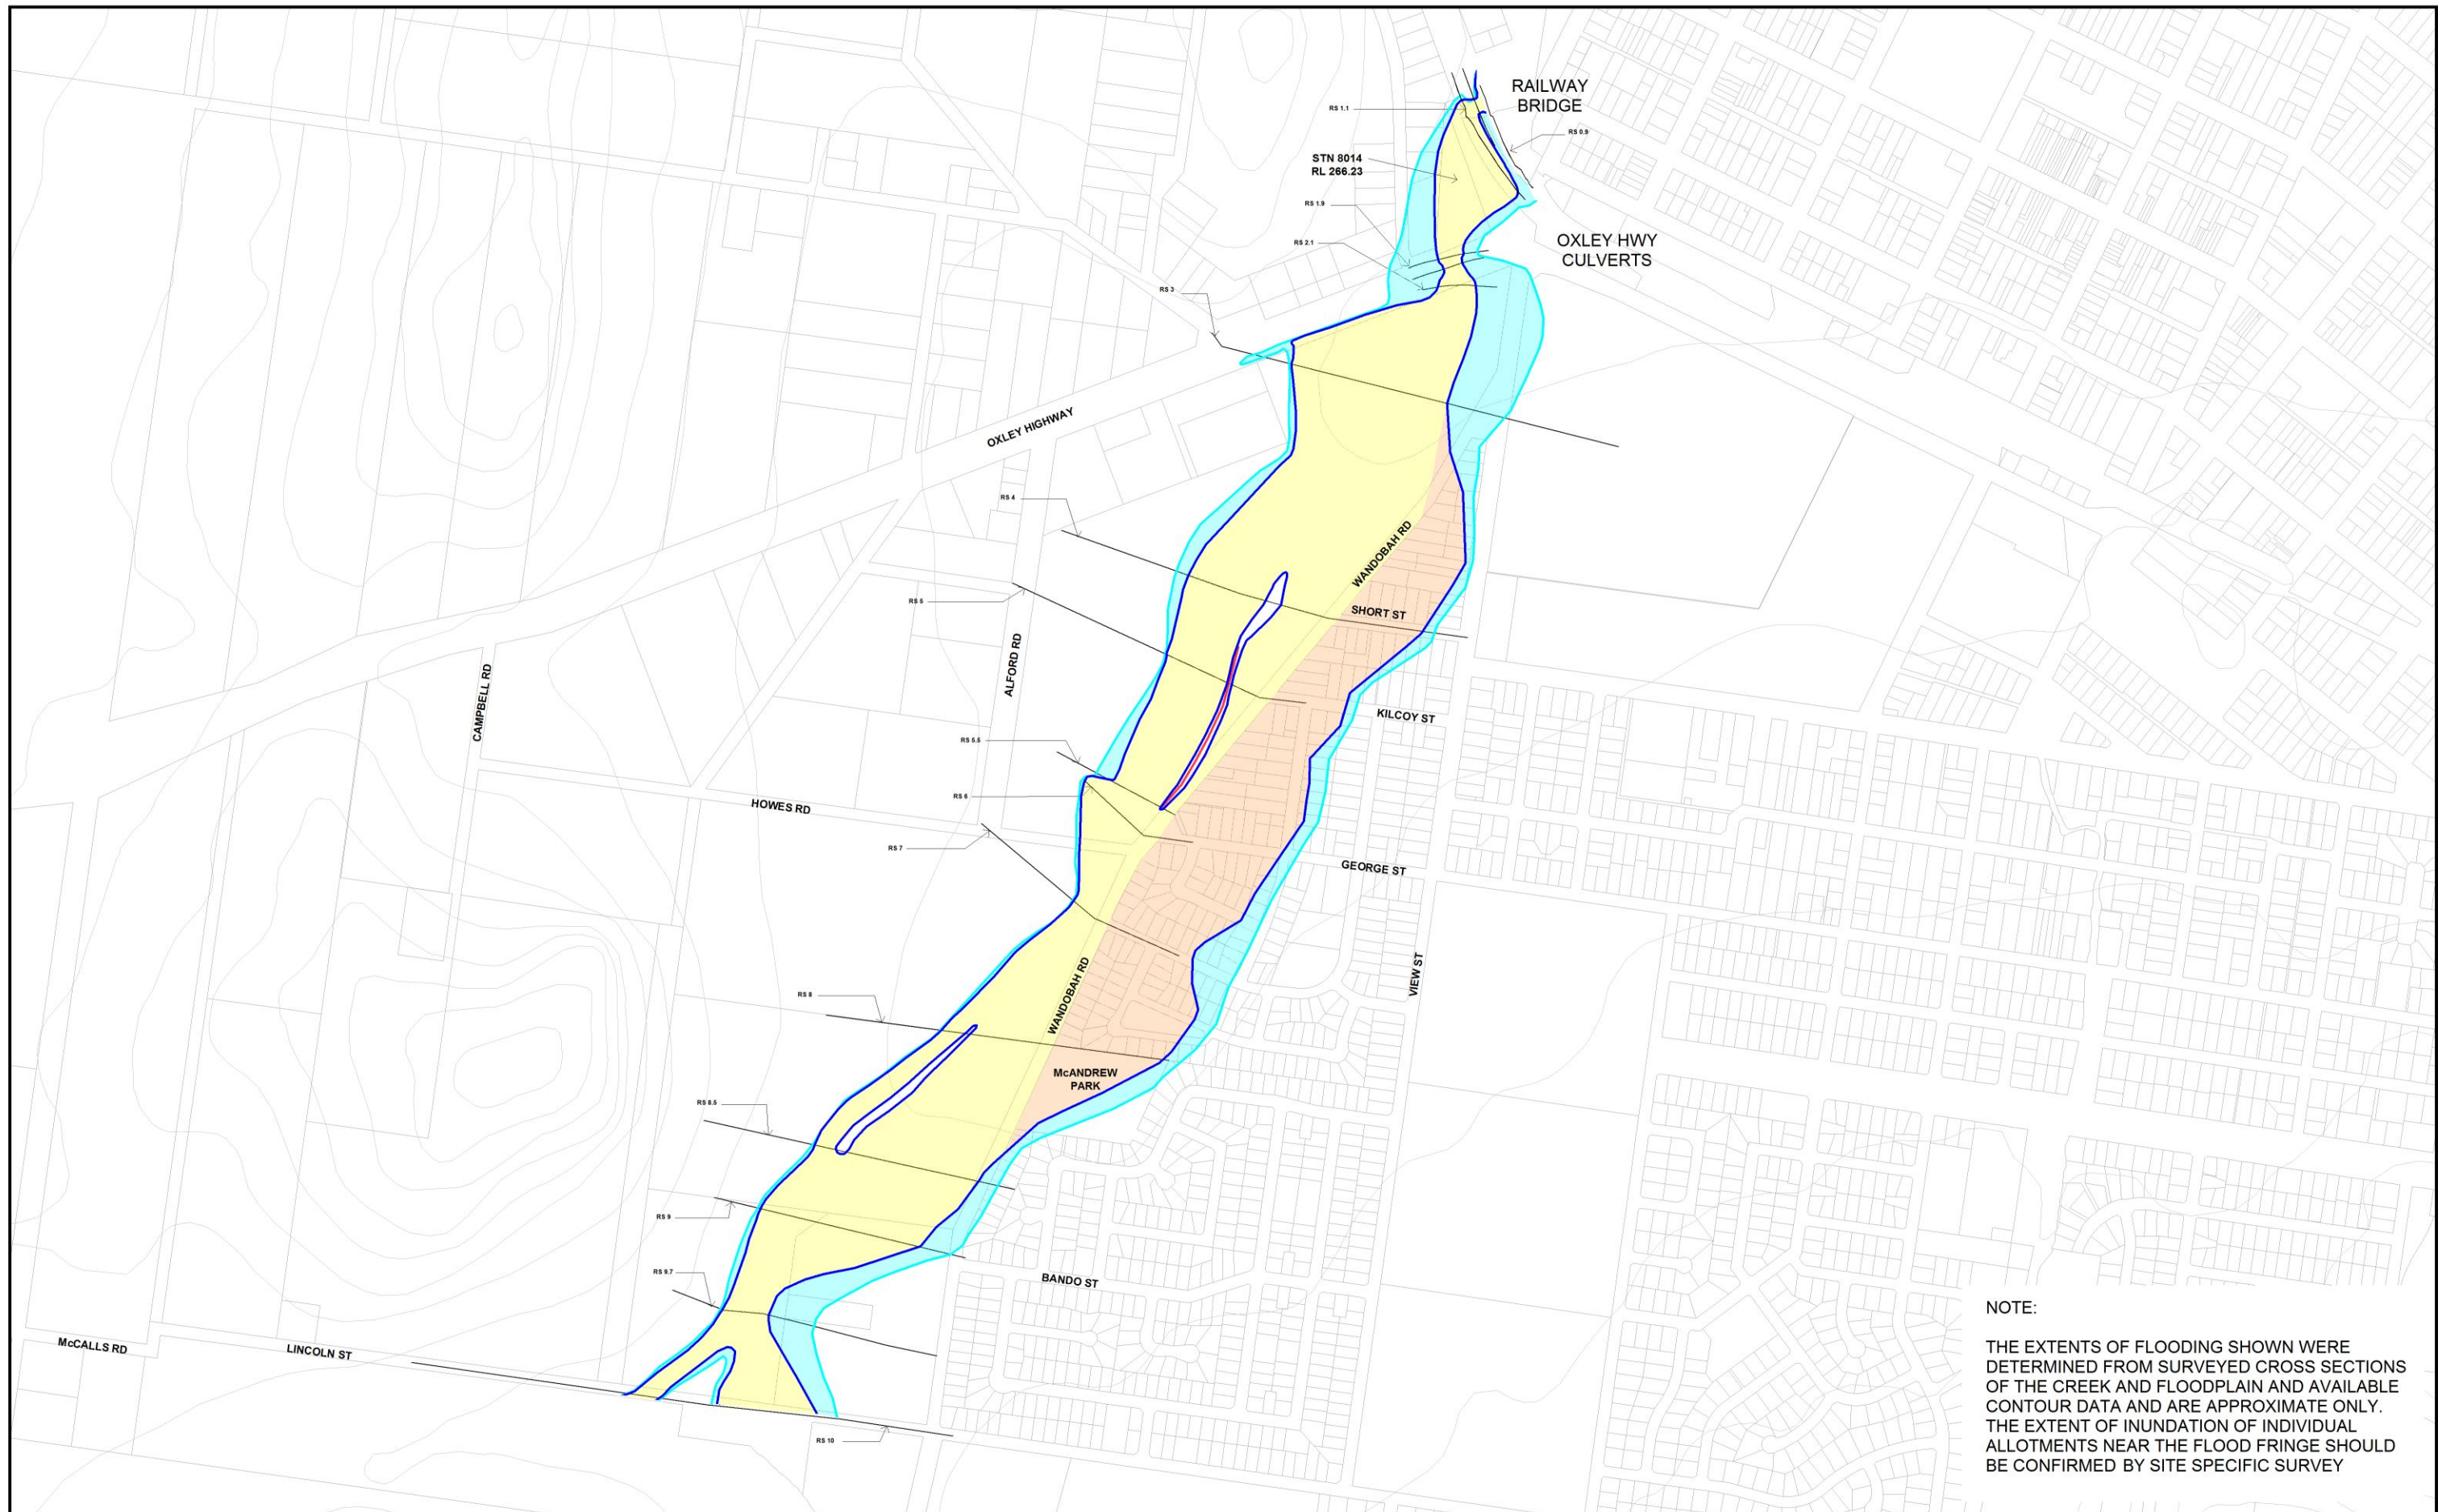 RAILWAY
BRIDGE
RS 1.1
RS 0.9
STN 8014
RL 266.23
RS 1.9
OXLEY HWY
CULVERTS
RS 2.1
RS 3
OXLEY HIGHWAY
RS 4
WANDOBAH RD
RS 5
SHORT ST
ALFORD RD
CAMPBELL RD
KILCOY ST
RS 5.5
RS 6
HOWES RD
RS 7
GEORGE ST
VIEW ST
WANDOBAH RD
RS 8
McANDREW
PARK
RS 8.5
RS 9
RS 9.7
BANDO ST
McCALLS RD
LINCOLN ST
RS 10
NOTE:
THE EXTENTS OF FLOODING SHOWN WERE
DETERMINED FROM SURVEYED CROSS SECTIONS
OF THE CREEK AND FLOODPLAIN AND AVAILABLE
CONTOUR DATA AND ARE APPROXIMATE ONLY.
THE EXTENT OF INUNDATION OF INDIVIDUAL
ALLOTMENTS NEAR THE FLOOD FRINGE SHOULD
BE CONFIRMED BY SITE SPECIFIC SURVEY